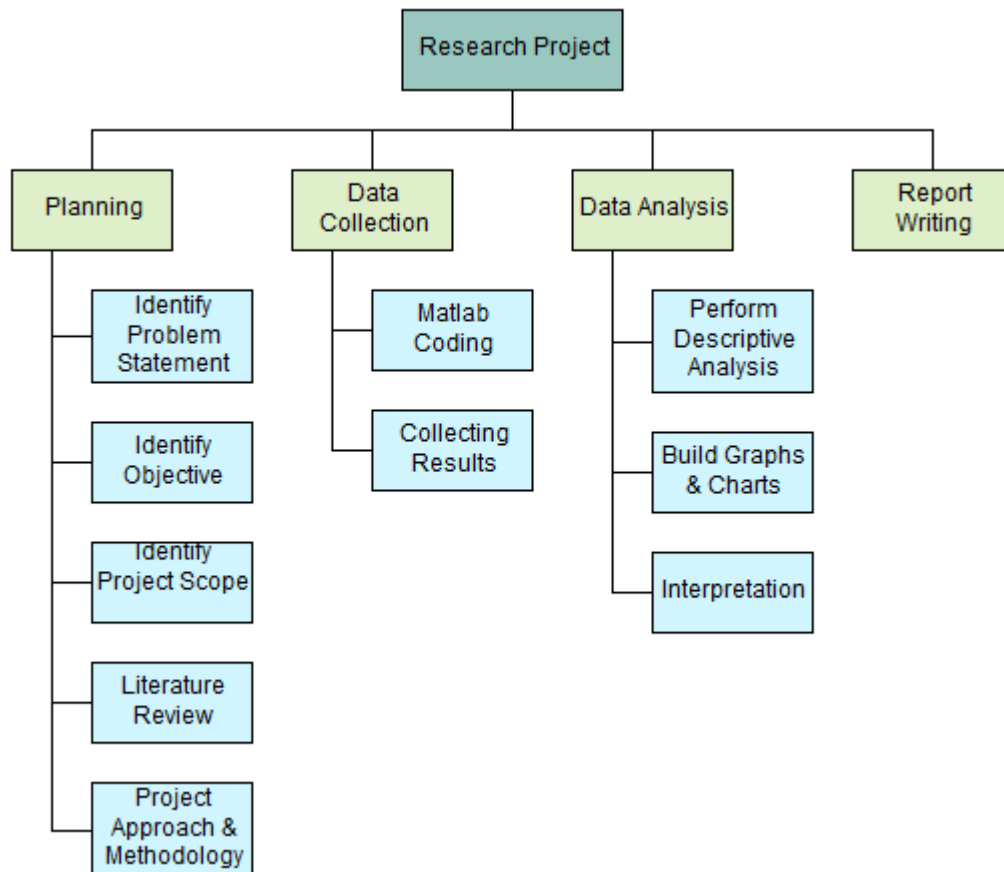 Research Project
Planning
Data
Collection
Data Analysis
Report
Writing
Identify
Problem
Statement
Identify
Objective
Identify
Project Scope
Literature
Review
Project
Approach &
Methodology
Matlab
Coding
Collecting
Results
Perform
Descriptive
Analysis
Build Graphs
& Charts
Interpretation